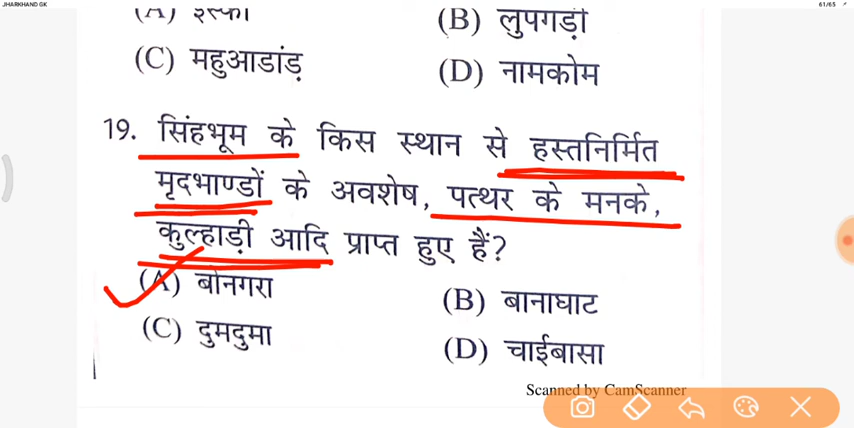 JHARKHAND GK
61/65
(A) इस्को
(B) लुपगड़ी
(C) महुआडांड़
(D) नामकोम
19. सिंहभूम के किस स्थान से हस्तनिर्मित
मृदभाण्डों के अवशेष, पत्थर के मनके,
कुल्हाड़ी आदि प्राप्त हुए हैं?
(A) बोनगरा
(B) बानाघाट
(C) दुमदुमा
(D) चाईबासा
Scanned by CamScanner